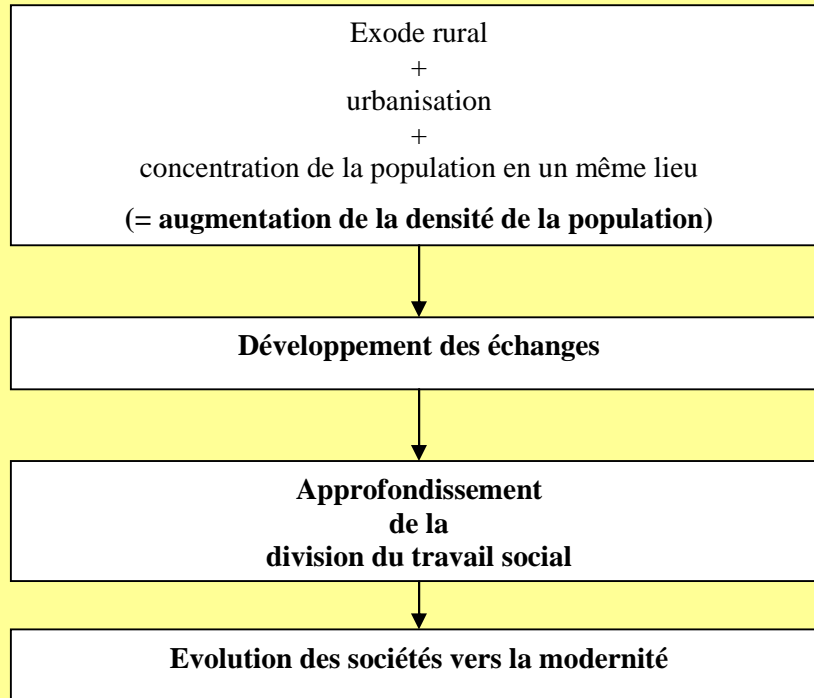 Exode rural
+
urbanisation
+
concentration de la population en un même lieu
(= augmentation de la densité de la population)
Développement des échanges
Approfondissement
de la
division du travail social
Evolution des sociétés vers la modernité